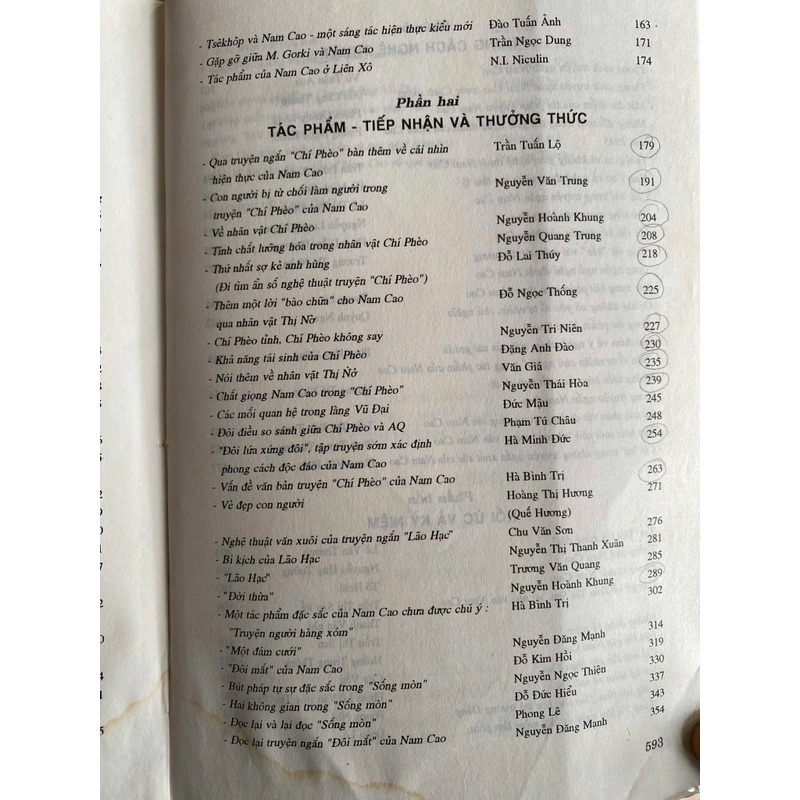 - Tsêkhôp và Nam Cao - một sáng tác hiện thực kiểu mới Đào Tuấn Ảnh 163
- Gặp gỡ giữa M. Gorki và Nam Cao Trần Ngọc Dung 171
- Tác phẩm của Nam Cao ở Liên Xô N.I. Niculin 174
Phần hai
TÁC PHẨM - TIẾP NHẬN VÀ THƯỞNG THỨC
- Qua truyện ngắn "Chí Phèo" bàn thêm về cái nhìn Trần Tuấn Lộ 179
hiện thực của Nam Cao
- Con người bị từ chối làm người trong Nguyễn Văn Trung 191
truyện "Chí Phèo" của Nam Cao
- Về nhân vật Chí Phèo Nguyễn Hoành Khung 204
- Tính chất lưỡng hóa trong nhân vật Chí Phèo Nguyễn Quang Trung 208
- Thứ nhất sợ kẻ anh hùng Đỗ Lai Thúy 218
(Đi tìm ẩn số nghệ thuật truyện "Chí Phèo")
- Thêm một lời "bào chữa" cho Nam Cao Đỗ Ngọc Thống 225
qua nhân vật Thị Nở
- Chí Phèo tỉnh, Chí Phèo không say Nguyễn Tri Niên 227
- Khả năng tái sinh của Chí Phèo Đặng Anh Đào 230
- Nói thêm về nhân vật Thị Nở Văn Giá 235
- Chất giọng Nam Cao trong "Chí Phèo" Nguyễn Thái Hòa 239
- Các mối quan hệ trong làng Vũ Đại Đức Mậu 245
- Đôi điều so sánh giữa Chí Phèo và AQ Phạm Tú Châu 248
- "Đôi lứa xứng đôi", tập truyện sớm xác định Hà Minh Đức 254
phong cách độc đáo của Nam Cao
- Vấn đề văn bản truyện "Chí Phèo" của Nam Cao Hà Bình Trị 263
- Vẻ đẹp con người Hoàng Thị Hương 271
(Quế Hương)
- Nghệ thuật văn xuôi của truyện ngắn "Lão Hạc" Chu Văn Sơn 276
- Bi kịch của Lão Hạc Nguyễn Thị Thanh Xuân 281
- "Lão Hạc" Trương Văn Quang 285
- "Đời thừa" Nguyễn Hoành Khung 289
- Một tác phẩm đặc sắc của Nam Cao chưa được chú ý : Hà Bình Trị 302
"Truyện người hàng xóm"
- "Một đám cưới" Nguyễn Đăng Mạnh 314
- "Đôi mắt" của Nam Cao Đỗ Kim Hồi 319
- Bút pháp tự sự đặc sắc trong "Sống mòn" Nguyễn Ngọc Thiện 330
- Hai không gian trong "Sống mòn" Đỗ Đức Hiểu 337
- Đọc lại và lại đọc "Sống mòn" Phong Lê 343
- Đọc lại truyện ngắn "Đôi mắt" của Nam Cao Nguyễn Đăng Mạnh 354
593